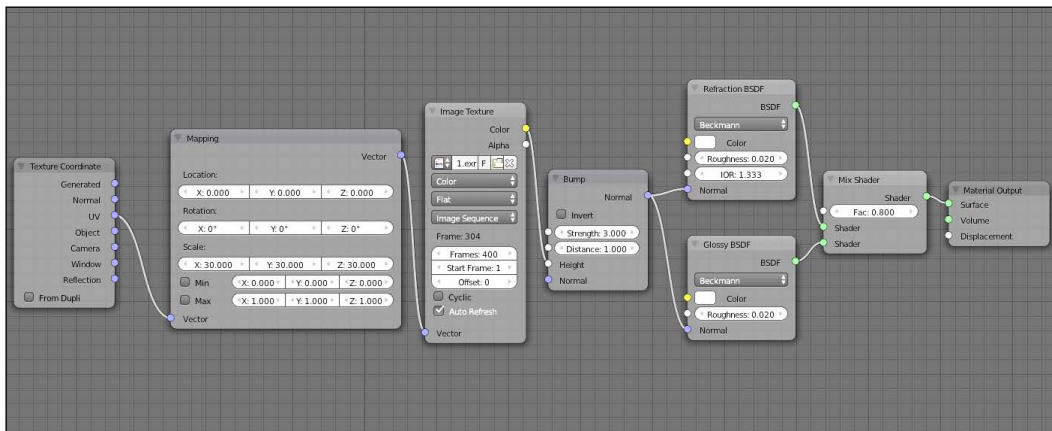 Texture Coordinate
Generated
Normal
UV
Object
Camera
Window
Reflection
From Dupli
Mapping
Vector
Location:
X: 0.000 Y: 0.000 Z: 0.000
Rotation:
X: 0° Y: 0° Z: 0°
Scale:
X: 30.000 Y: 30.000 Z: 30.000
Min X: 0.000 Y: 0.000 Z: 0.000
Max X: 1.000 Y: 1.000 Z: 1.000
Vector
Image Texture
Color
Alpha
1.exr F
Color
Flat
Image Sequence
Frame: 304
Frames: 400
Start Frame: 1
Offset: 0
Cyclic
Auto Refresh
Vector
Bump
Normal
Invert
Strength: 3.000
Distance: 1.000
Height
Normal
Refraction BSDF
BSDF
Beckmann
Color
Roughness: 0.020
IOR: 1.333
Normal
Glossy BSDF
BSDF
Beckmann
Color
Roughness: 0.020
Normal
Mix Shader
Shader
Fac: 0.800
Shader
Shader
Material Output
Surface
Volume
Displacement